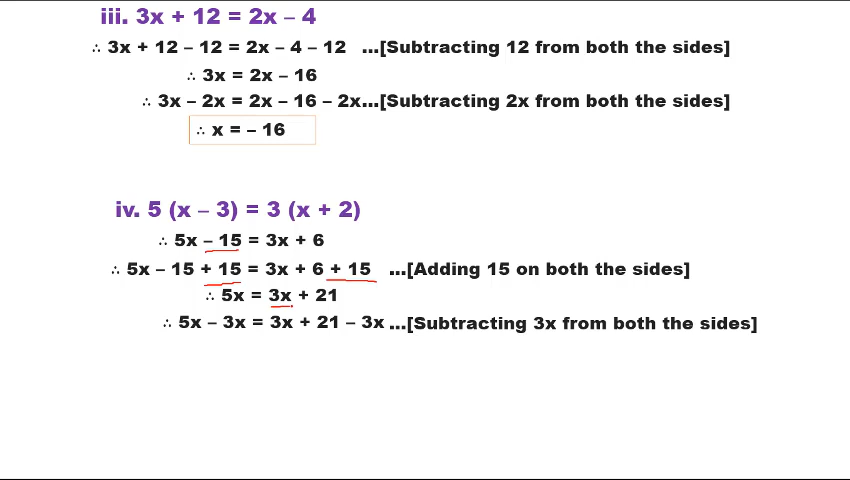 iii. 3x + 12 = 2x – 4
∴ 3x + 12 – 12 = 2x – 4 – 12 ...[Subtracting 12 from both the sides]
∴ 3x = 2x – 16
∴ 3x – 2x = 2x – 16 – 2x...[Subtracting 2x from both the sides]
∴ x = – 16
iv. 5 (x – 3) = 3 (x + 2)
∴ 5x – 15 = 3x + 6
∴ 5x – 15 + 15 = 3x + 6 + 15 ...[Adding 15 on both the sides]
∴ 5x = 3x + 21
∴ 5x – 3x = 3x + 21 – 3x ...[Subtracting 3x from both the sides]